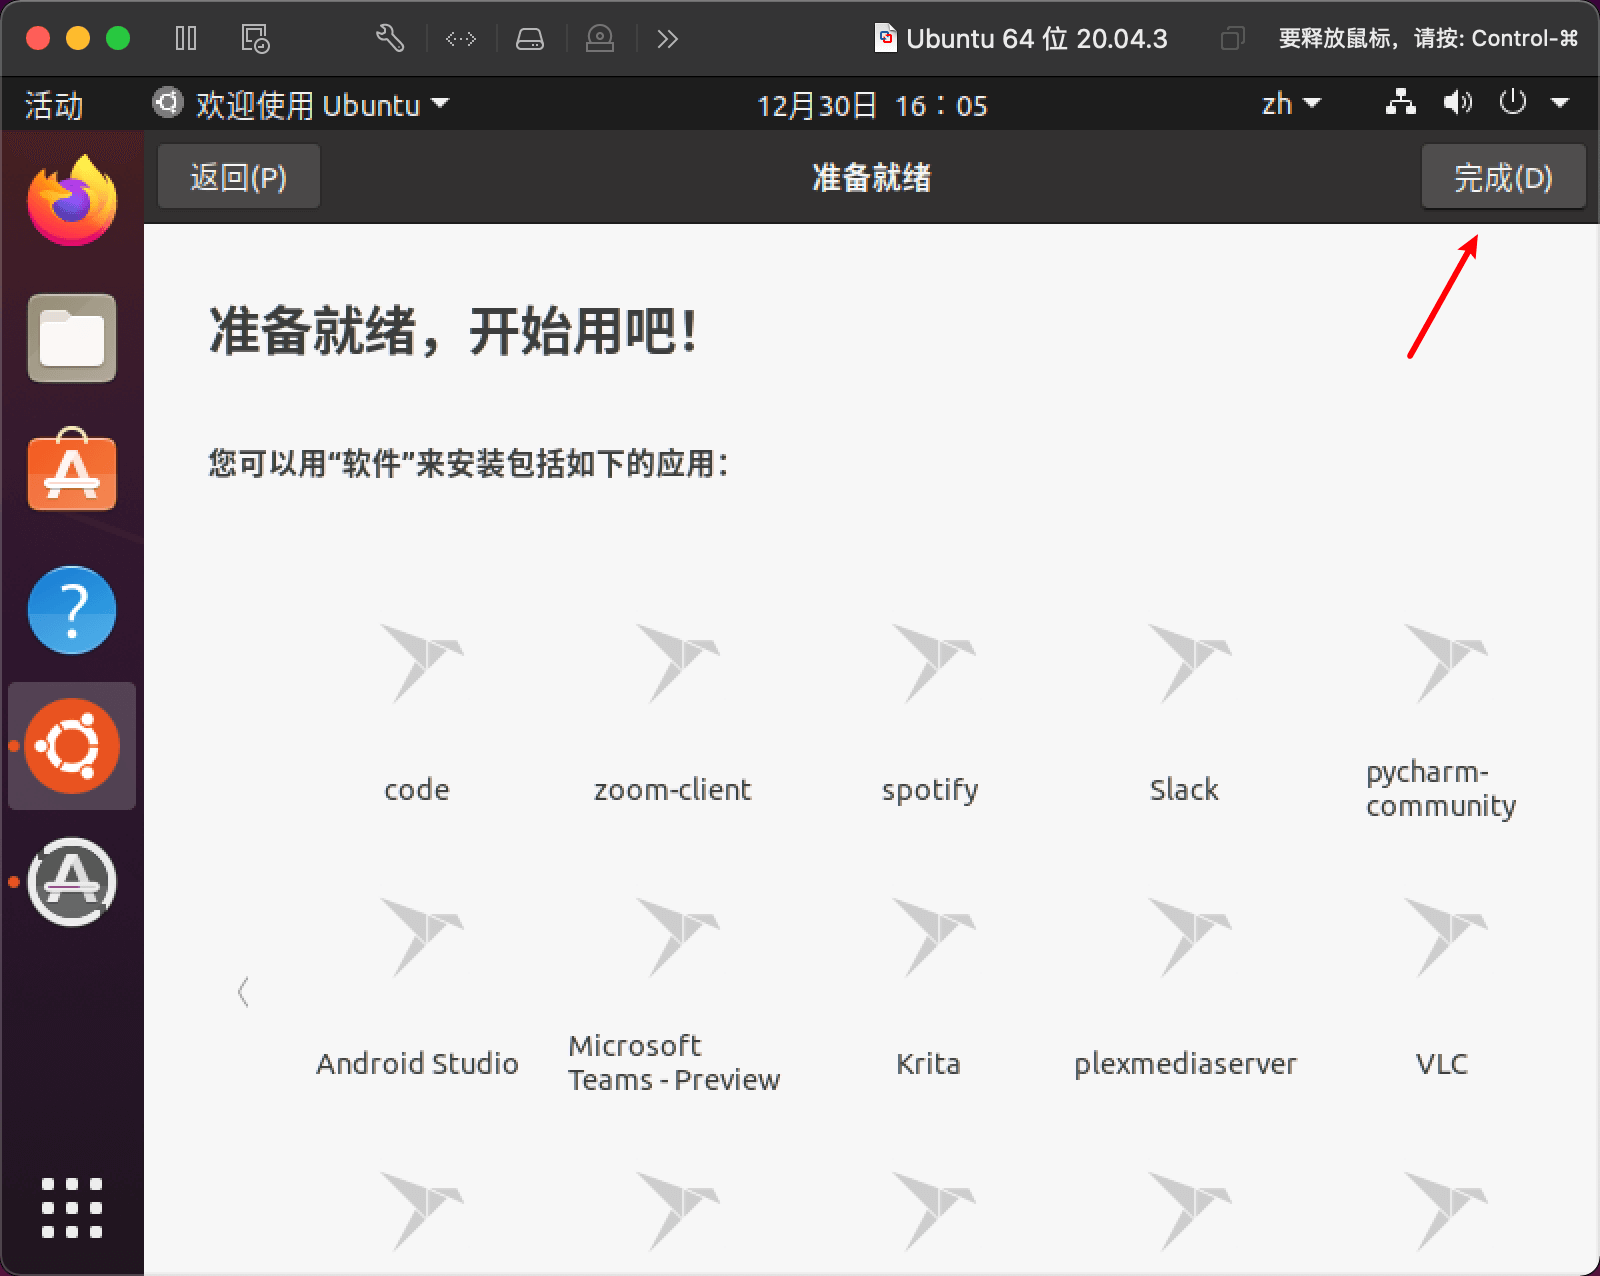 Ubuntu 64 位 20.04.3
要释放鼠标，请按: Control-⌘
活动
欢迎使用 Ubuntu
12月30日 16：05
zh
返回(P)
准备就绪
完成(D)
准备就绪，开始用吧！
您可以用“软件”来安装包括如下的应用：
code
zoom-client
spotify
Slack
pycharm-
community
Android Studio
Microsoft
Teams - Preview
Krita
plexmediaserver
VLC